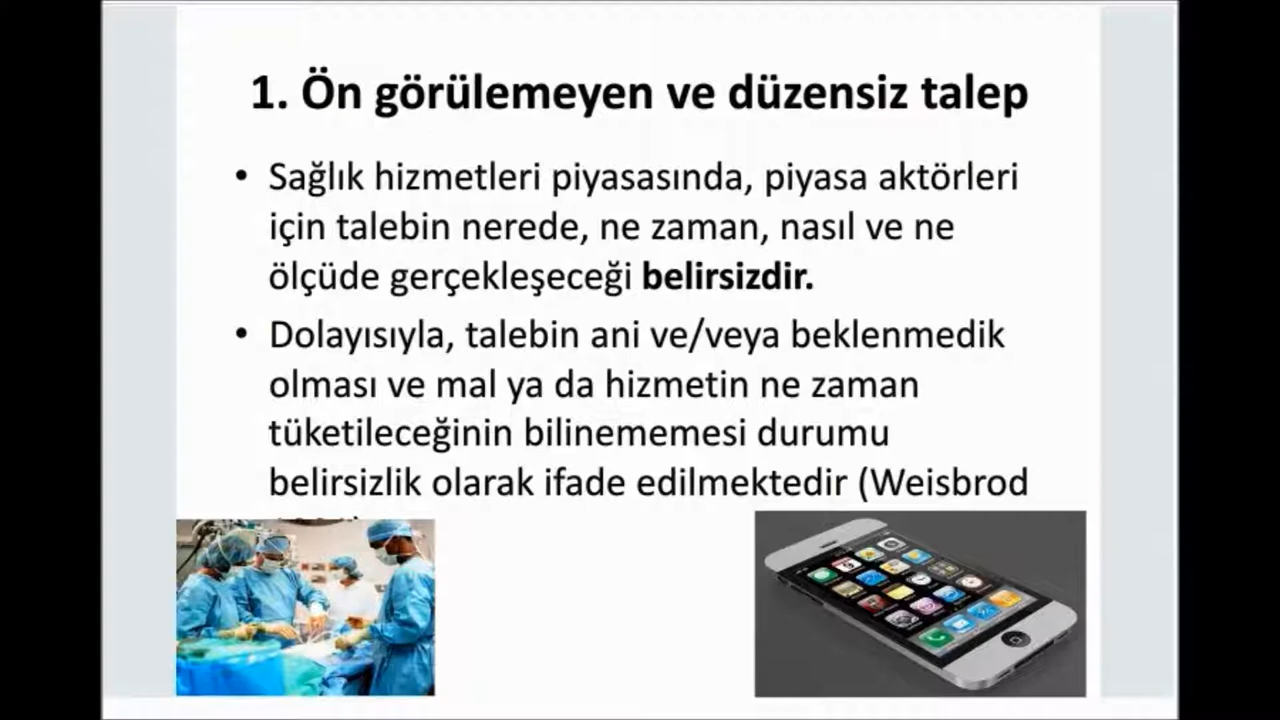 1. Ön görülemeyen ve düzensiz talep
• Sağlık hizmetleri piyasasında, piyasa aktörleri
için talebin nerede, ne zaman, nasıl ve ne
ölçüde gerçekleşeceği belirsizdir.
• Dolayısıyla, talebin ani ve/veya beklenmedik
olması ve mal ya da hizmetin ne zaman
tüketileceğinin bilinememesi durumu
belirsizlik olarak ifade edilmektedir (Weisbrod